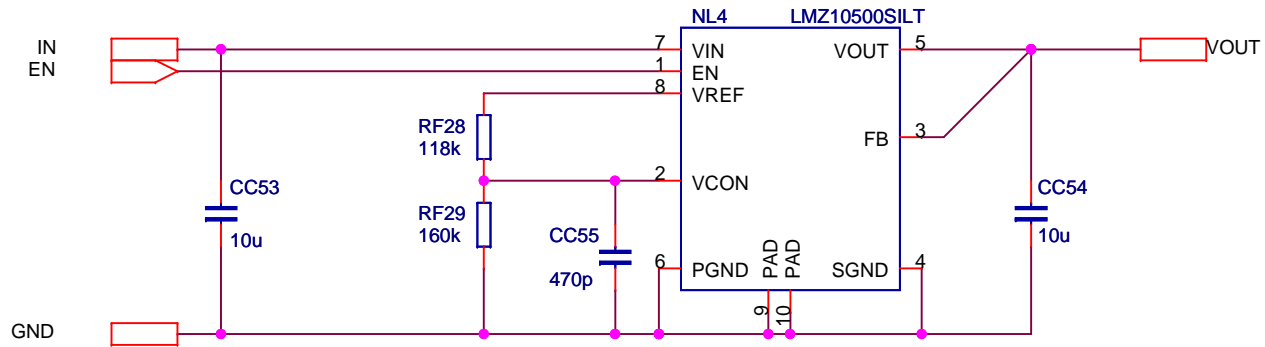 NL4 LMZ10500SILT
IN 7 VIN VOUT 5 VOUT
EN 1 EN
8 VREF
RF28
118k
3 FB
2 VCON
CC53
10u
RF29
160k
CC55
470p
CC54
10u
6 PGND PAD PAD SGND 4
9 10
GND